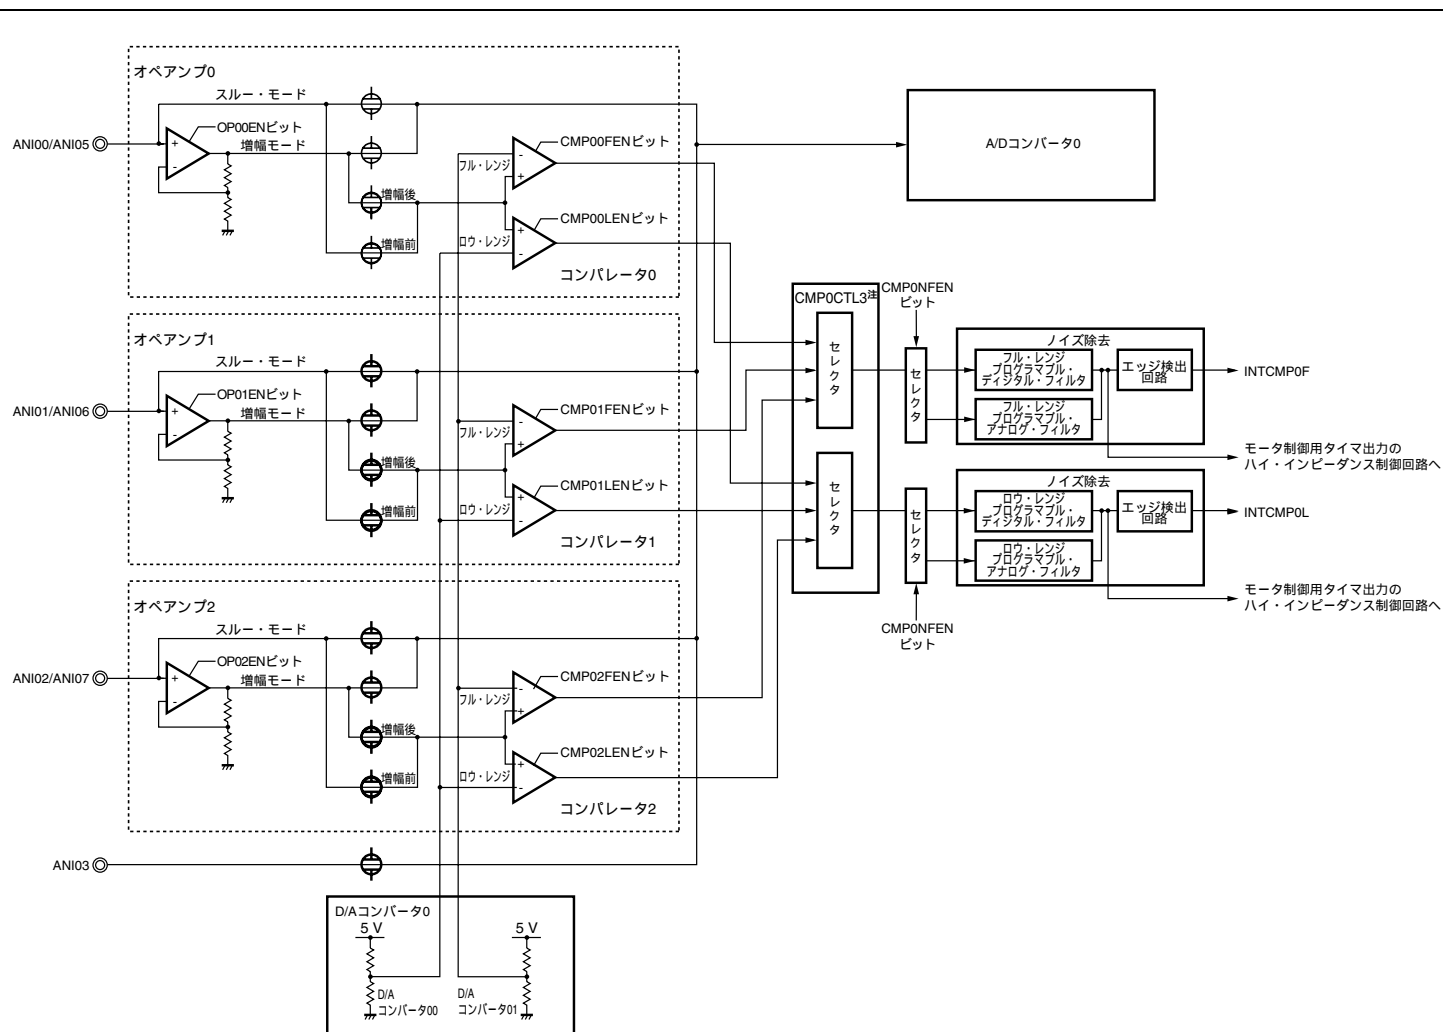 オペアンプ0
スルー・モード
OP00ENビット
ANI00/ANI05
増幅モード
CMP00FENビット
フル・レンジ
増幅後
CMP00LENビット
ロウ・レンジ
増幅前
コンパレータ0
A/Dコンバータ0
オペアンプ1
スルー・モード
OP01ENビット
ANI01/ANI06
増幅モード
CMP01FENビット
フル・レンジ
増幅後
CMP01LENビット
ロウ・レンジ
増幅前
コンパレータ1
CMP0CTL3注
セレクタ
セレクタ
CMP0NFEN
ビット
セレクタ
ノイズ除去
フル・レンジ
プログラマブル・
ディジタル・フィルタ
エッジ検出
回路
INTCMP0F
フル・レンジ
プログラマブル・
アナログ・フィルタ
モータ制御用タイマ出力の
ハイ・インピーダンス制御回路へ
ノイズ除去
セレクタ
ロウ・レンジ
プログラマブル・
ディジタル・フィルタ
エッジ検出
回路
INTCMP0L
ロウ・レンジ
プログラマブル・
アナログ・フィルタ
モータ制御用タイマ出力の
ハイ・インピーダンス制御回路へ
CMP0NFEN
ビット
オペアンプ2
スルー・モード
OP02ENビット
ANI02/ANI07
増幅モード
CMP02FENビット
フル・レンジ
増幅後
CMP02LENビット
ロウ・レンジ
増幅前
コンパレータ2
ANI03
D/Aコンバータ0
5 V
5 V
D/A
コンバータ00
D/A
コンバータ01